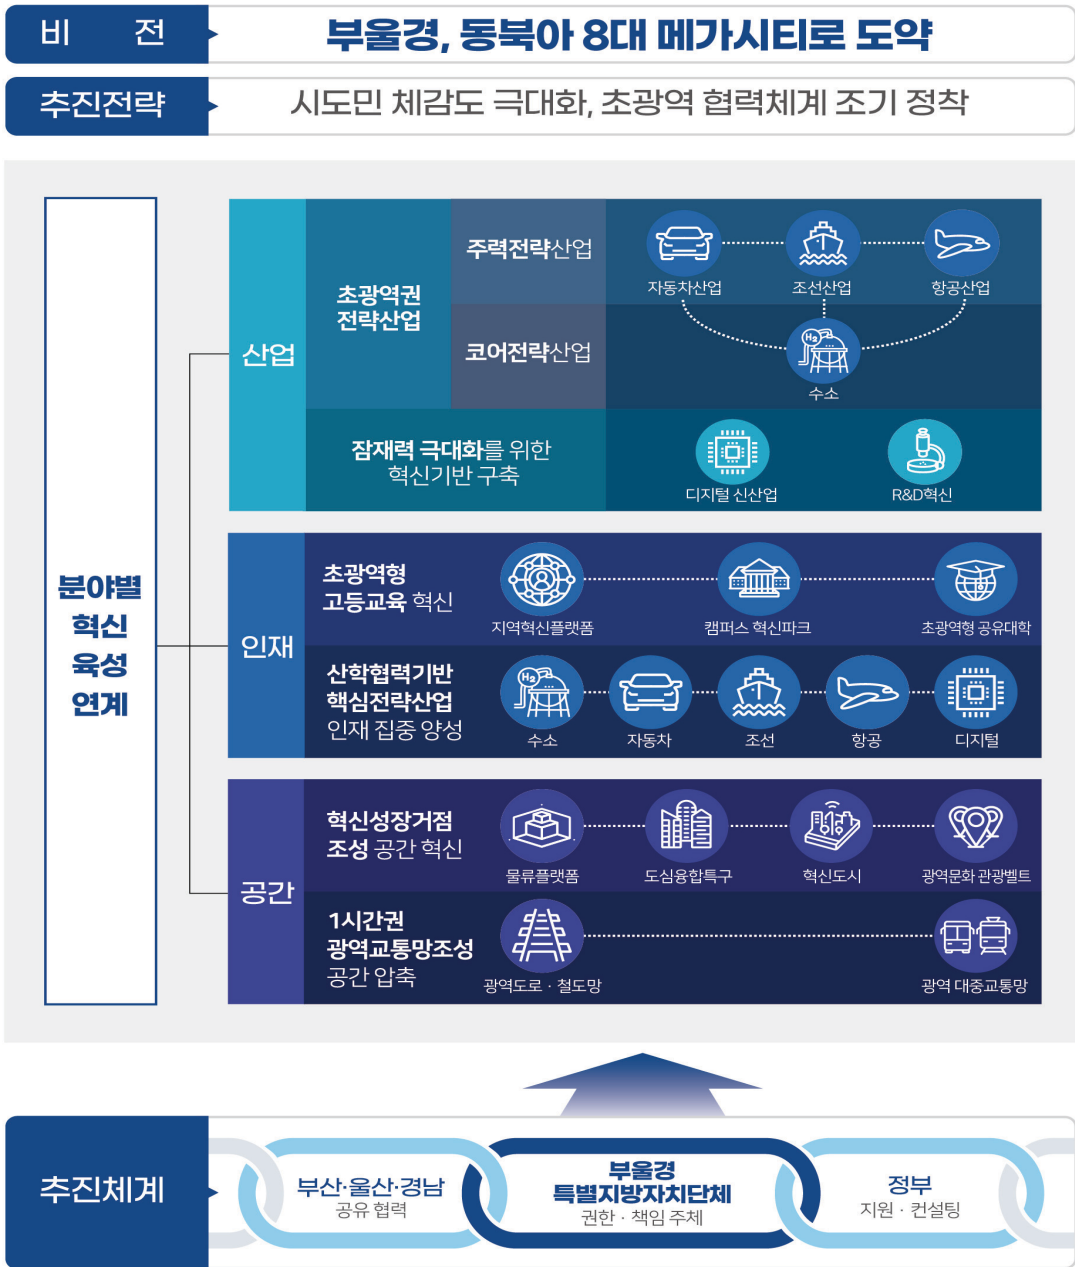 비 전
부울경, 동북아 8대 메가시티로 도약
추진전략
시도민 체감도 극대화, 초광역 협력체계 조기 정착
분야별
혁신
육성
연계
산업
초광역권
전략산업
주력전략산업
자동차산업
조선산업
항공산업
코어전략산업
H₂
수소
잠재력 극대화를 위한
혁신기반 구축
디지털 신산업
R&D혁신
인재
초광역형
고등교육 혁신
지역혁신플랫폼
캠퍼스 혁신파크
초광역형 공유대학
산학협력기반
핵심전략산업
인재 집중 양성
H₂
수소
자동차
조선
항공
디지털
공간
혁신성장거점
조성 공간 혁신
물류플랫폼
도심융합특구
혁신도시
광역문화 관광벨트
1시간권
광역교통망조성
공간 압축
광역도로 · 철도망
광역 대중교통망
추진체계
부산·울산·경남
공유 협력
부울경
특별지방자치단체
권한 · 책임 주체
정부
지원 · 컨설팅